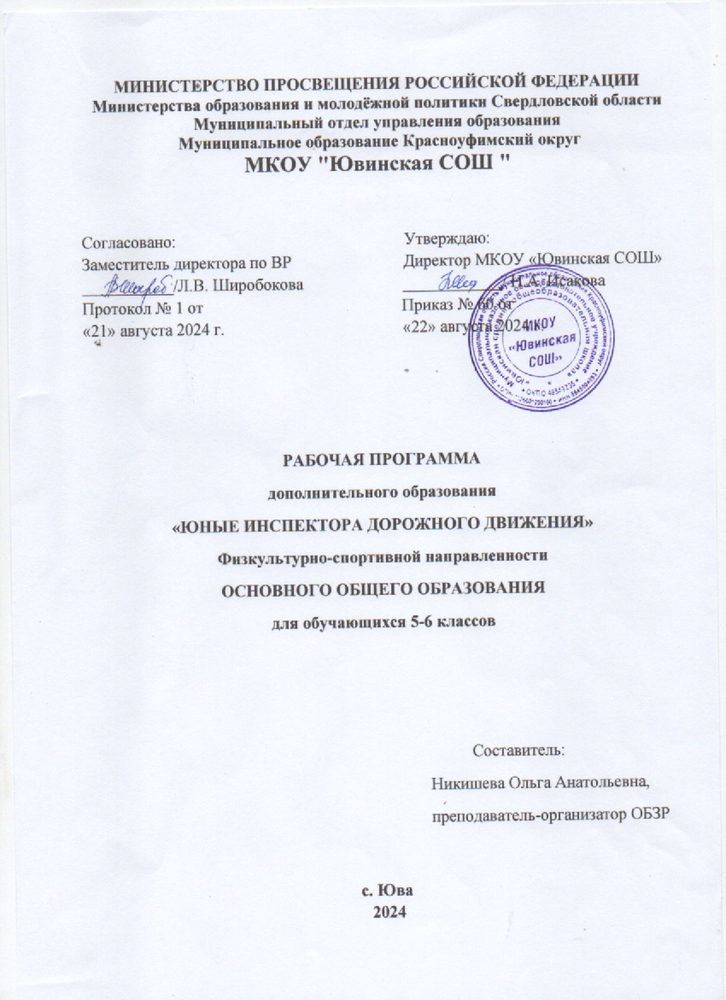 МИНИСТЕРСТВО ПРОСВЕЩЕНИЯ РОССИЙСКОЙ ФЕДЕРАЦИИ
Министерства образования и молодёжной политики Свердловской области
Муниципальный отдел управления образования
Муниципальное образование Красноуфимский округ
МКОУ "Ювинская СОШ "
Согласовано:
Заместитель директора по ВР
/Л.В. Широбокова
Протокол № 1 от
«21» августа 2024 г.
Утверждаю:
Директор МКОУ «Ювинская СОШ»
/ Н.А. Исакова
Приказ № 60 от
«22» августа 2024 г.
МКОУ
«Ювинская
СОШ»
РАБОЧАЯ ПРОГРАММА
дополнительного образования
«ЮНЫЕ ИНСПЕКТОРА ДОРОЖНОГО ДВИЖЕНИЯ»
Физкультурно-спортивной направленности
ОСНОВНОГО ОБЩЕГО ОБРАЗОВАНИЯ
для обучающихся 5-6 классов
Составитель:
Никишева Ольга Анатольевна,
преподаватель-организатор ОБЗР
с. Юва
2024